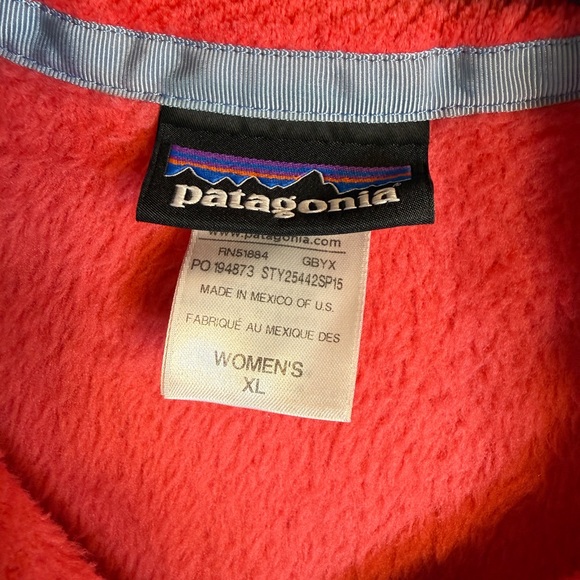 patagonia
www.patagonia.com
RN51884 GBYX
PO 194873 STY25442SP15
MADE IN MEXICO OF U.S.
FABRIQUÉ AU MEXIQUE DES
WOMEN'S
XL